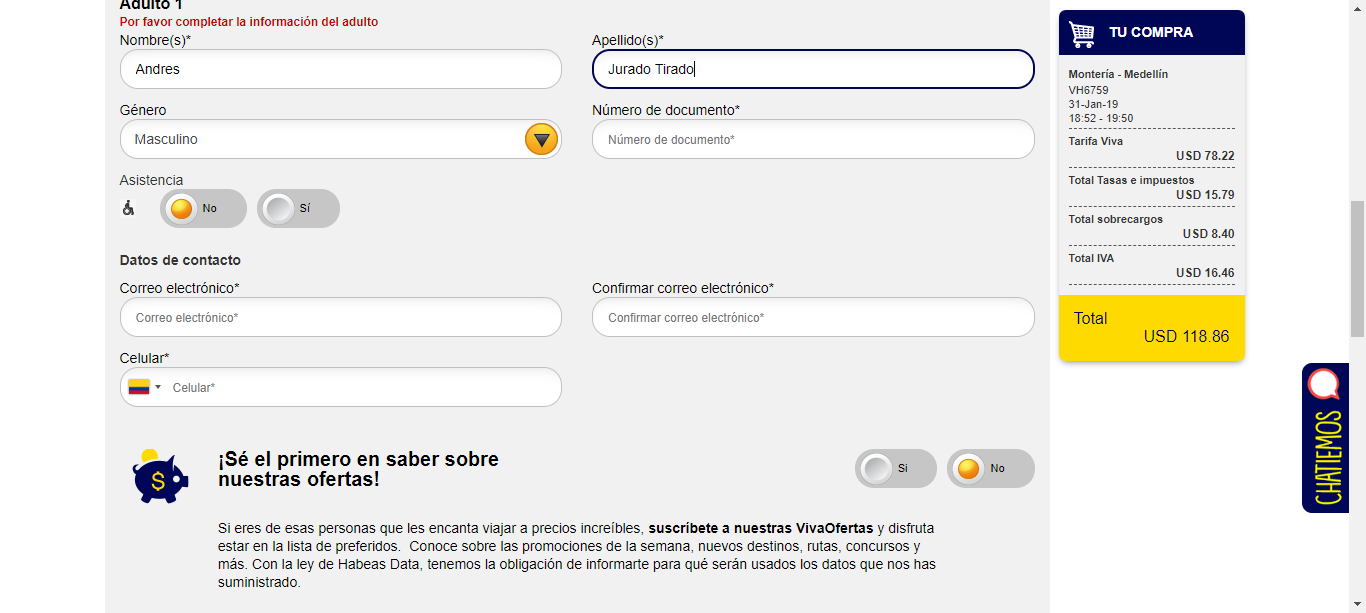 Adulto 1
Por favor completar la información del adulto
Nombre(s)*
Apellido(s)*
Andres
Jurado Tirado
Género
Número de documento*
Masculino
Número de documento*
Asistencia
No
Sí
Datos de contacto
Correo electrónico*
Confirmar correo electrónico*
Correo electrónico*
Confirmar correo electrónico*
Celular*
Celular*
$
¡Sé el primero en saber sobre
nuestras ofertas!
Si
No
Si eres de esas personas que les encanta viajar a precios increíbles, suscríbete a nuestras VivaOfertas y disfruta
estar en la lista de preferidos.  Conoce sobre las promociones de la semana, nuevos destinos, rutas, concursos y
más. Con la ley de Habeas Data, tenemos la obligación de informarte para qué serán usados los datos que nos has
suministrado.
TU COMPRA
Montería - Medellín
VH6759
31-Jan-19
18:52 - 19:50
Tarifa Viva
USD 78.22
Total Tasas e impuestos
USD 15.79
Total sobrecargos
USD 8.40
Total IVA
USD 16.46
Total
USD 118.86
CHATIEMOS